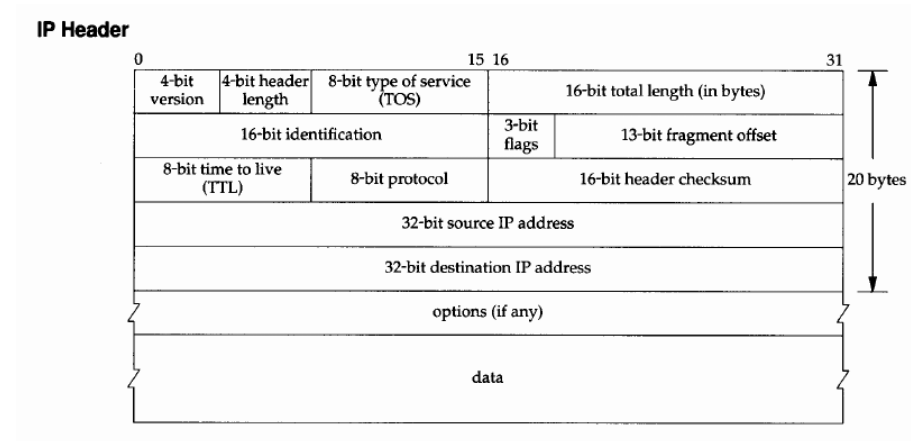 IP Header
0 15 16 31
4-bit version 4-bit header length 8-bit type of service (TOS) 16-bit total length (in bytes)
16-bit identification 3-bit flags 13-bit fragment offset
8-bit time to live (TTL) 8-bit protocol 16-bit header checksum
20 bytes
32-bit source IP address
32-bit destination IP address
options (if any)
data